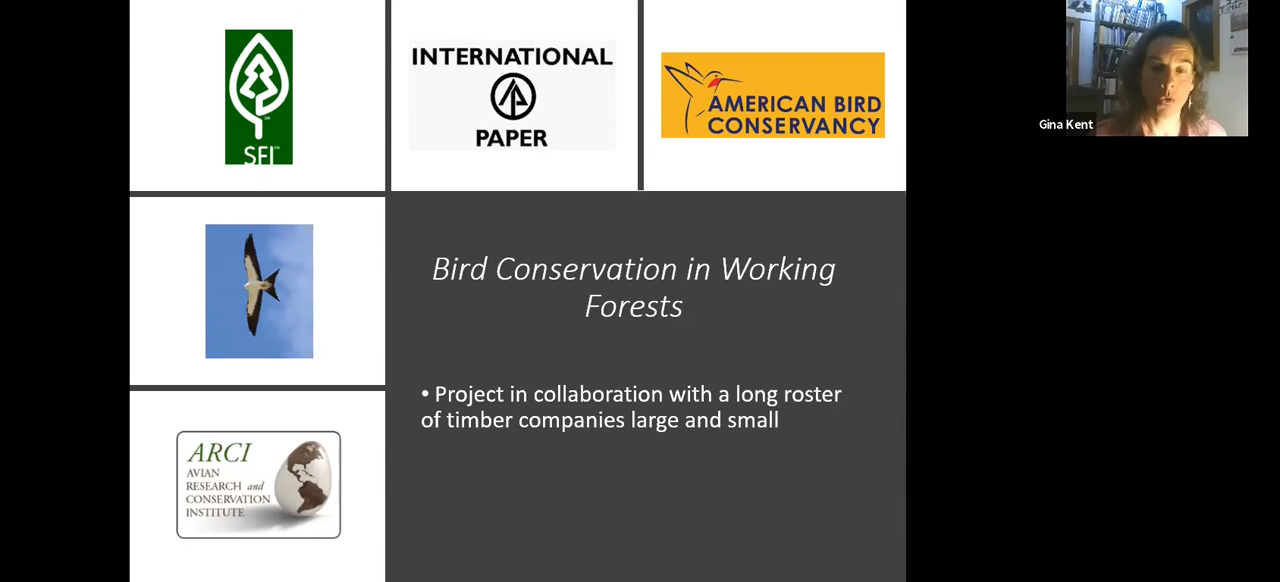 SFI
INTERNATIONAL
PAPER
AMERICAN BIRD
CONSERVANCY
Gina Kent
Bird Conservation in Working
Forests
• Project in collaboration with a long roster
of timber companies large and small
ARCI
AVIAN
RESEARCH and
CONSERVATION
INSTITUTE